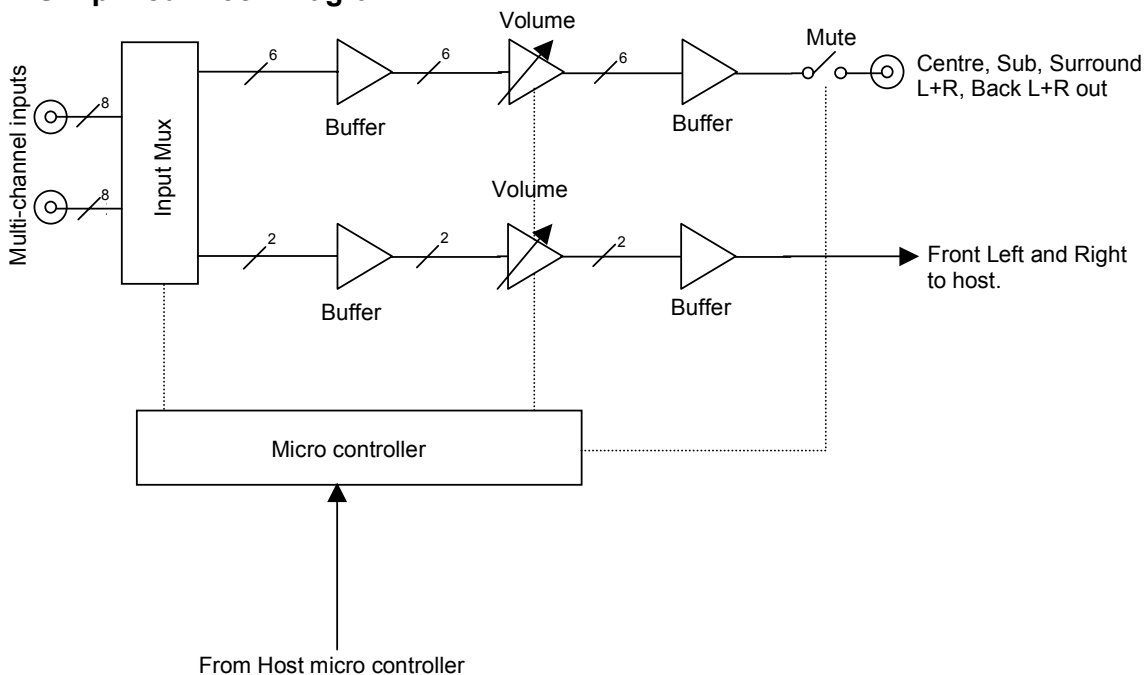 Volume
Mute
6
6
6
Centre, Sub, Surround
L+R, Back L+R out
Multi-channel inputs
8
8
Input Mux
Buffer
Buffer
Volume
2
2
2
Front Left and Right
to host.
Buffer
Buffer
Micro controller
From Host micro controller